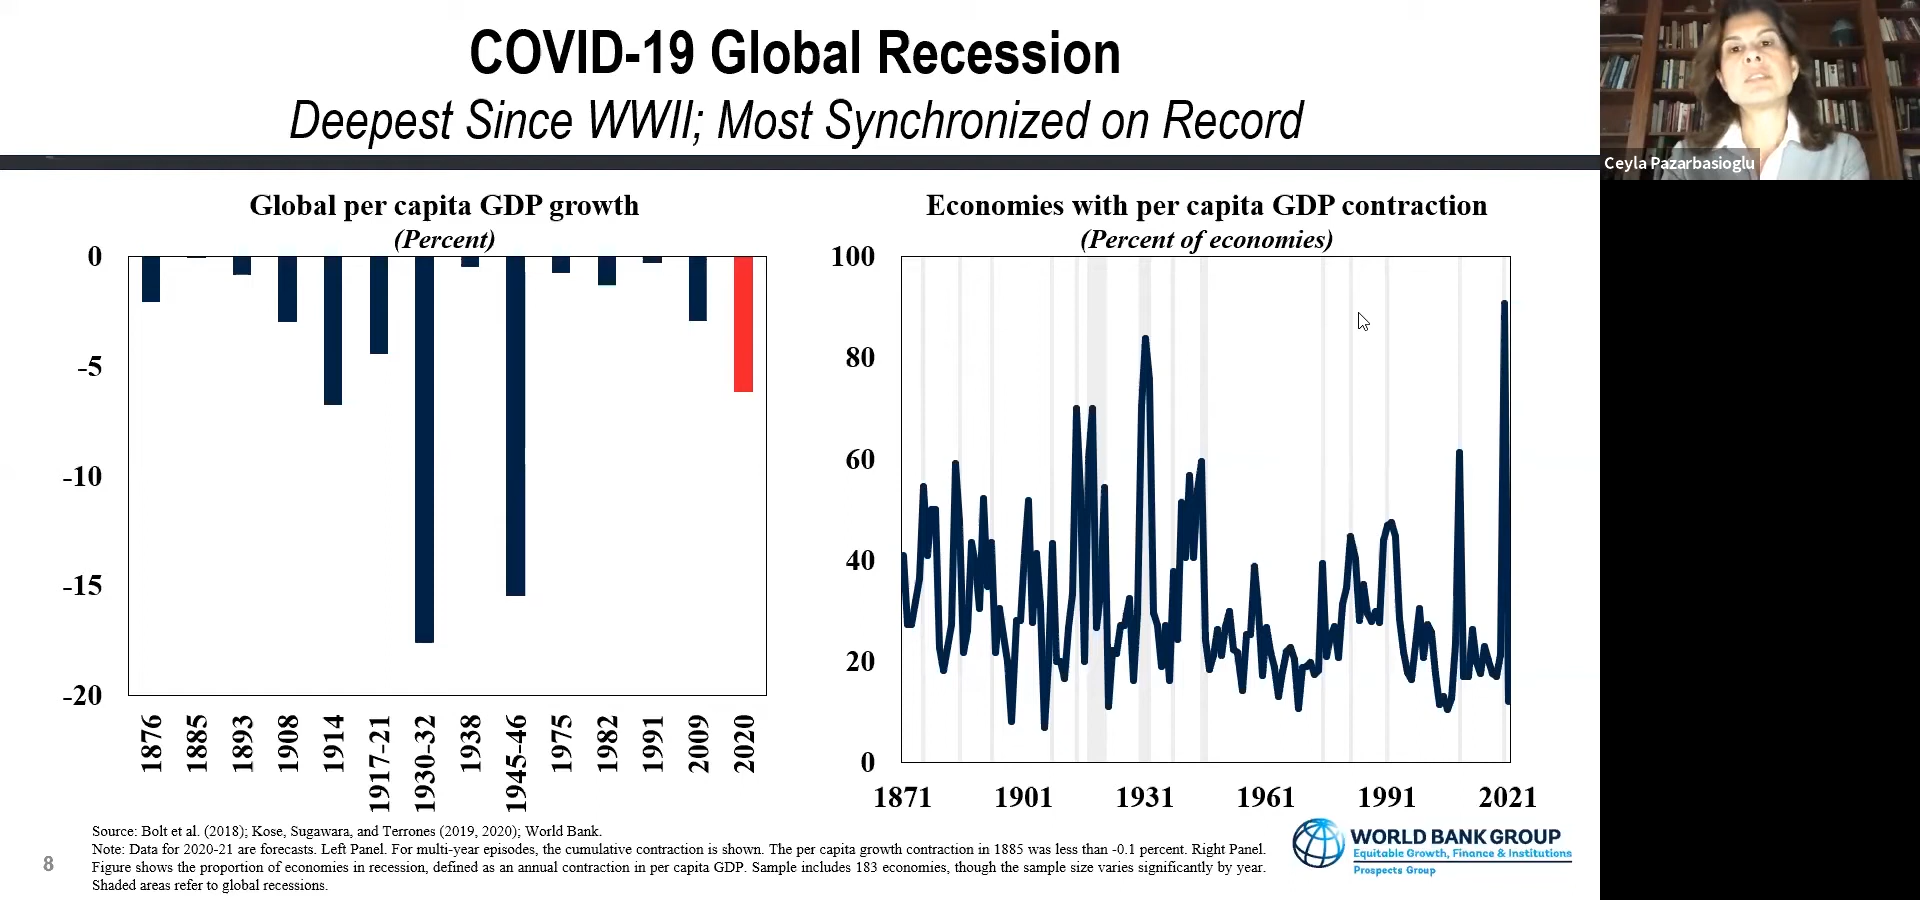 COVID-19 Global Recession
Deepest Since WWII; Most Synchronized on Record
Ceyla Pazarbasioglu
Global per capita GDP growth
(Percent)
0
-5
-10
-15
-20
1876
1885
1893
1908
1914
1917-21
1930-32
1938
1945-46
1975
1982
1991
2009
2020
Economies with per capita GDP contraction
(Percent of economies)
100
80
60
40
20
0
1871
1901
1931
1961
1991
2021
Source: Bolt et al. (2018); Kose, Sugawara, and Terrones (2019, 2020); World Bank.
Note: Data for 2020-21 are forecasts. Left Panel. For multi-year episodes, the cumulative contraction is shown. The per capita growth contraction in 1885 was less than -0.1 percent. Right Panel.
Figure shows the proportion of economies in recession, defined as an annual contraction in per capita GDP. Sample includes 183 economies, though the sample size varies significantly by year.
Shaded areas refer to global recessions.
8
WORLD BANK GROUP
Equitable Growth, Finance & Institutions
Prospects Group